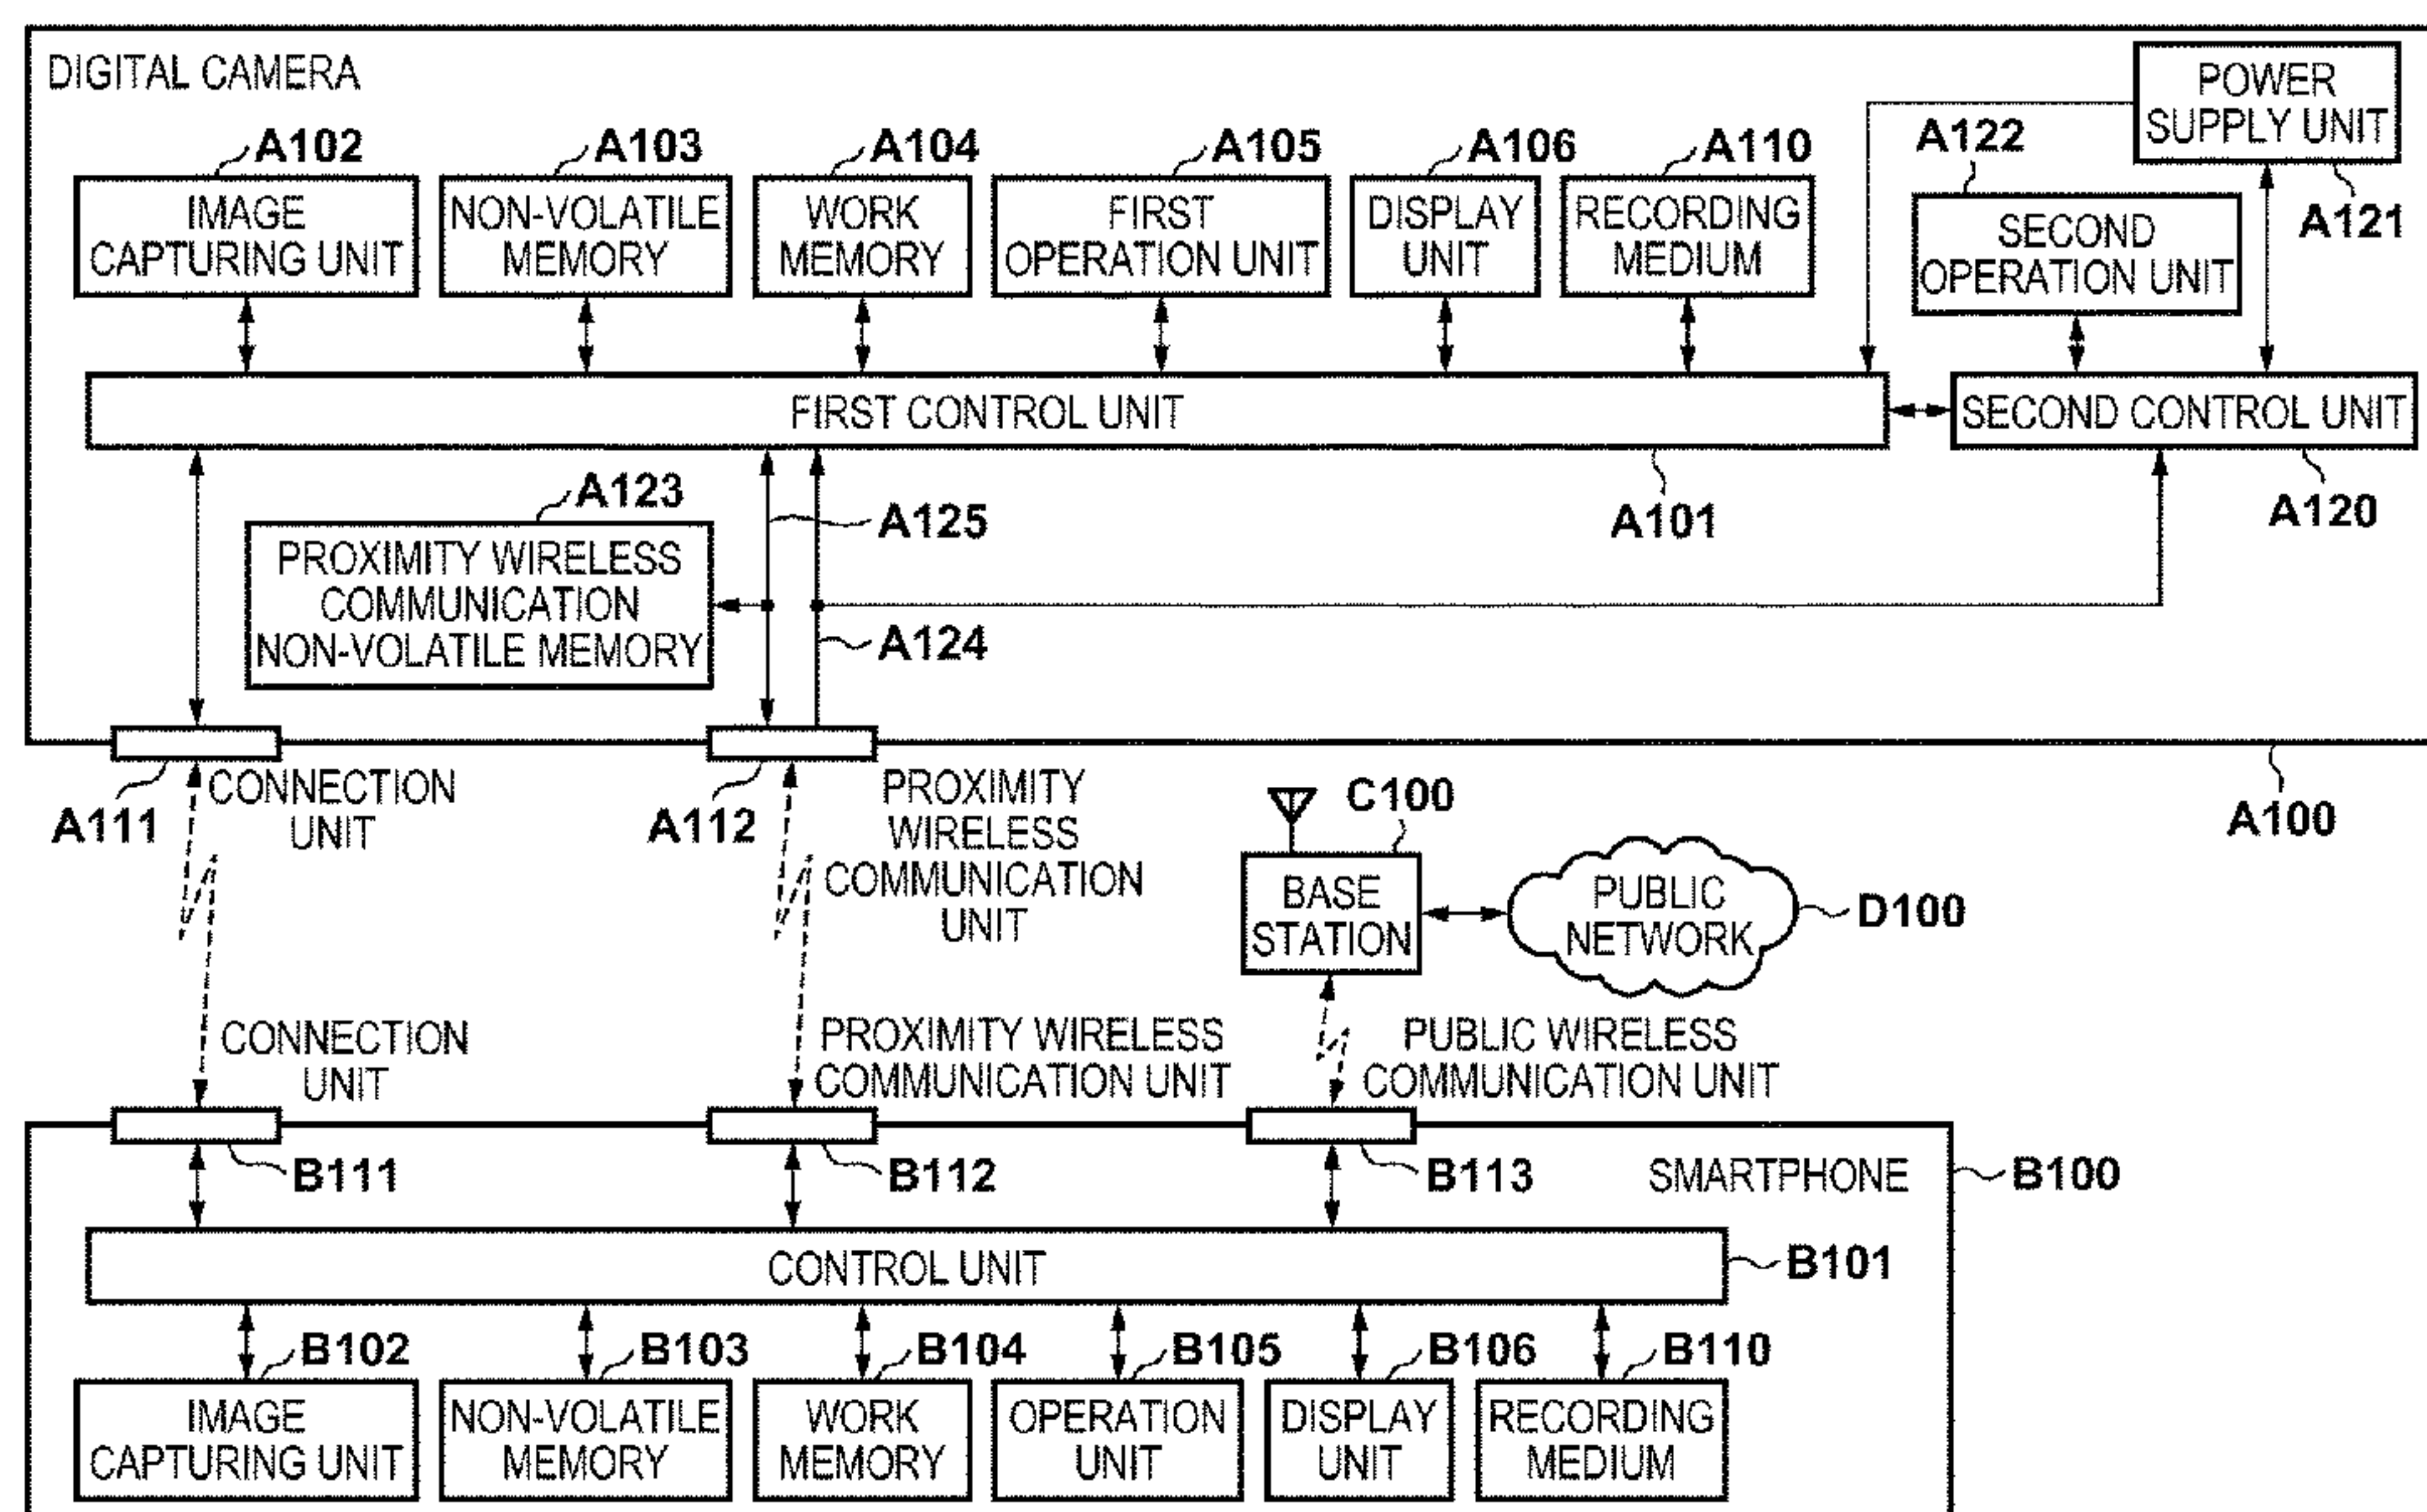 DIGITAL CAMERA
POWER
SUPPLY UNIT
A121
A102
A103
A104
A105
A106
A110
A122
IMAGE
CAPTURING UNIT
NON-VOLATILE
MEMORY
WORK
MEMORY
FIRST
OPERATION UNIT
DISPLAY
UNIT
RECORDING
MEDIUM
SECOND
OPERATION UNIT
FIRST CONTROL UNIT
SECOND CONTROL UNIT
A123
A125
A101
A120
PROXIMITY WIRELESS
COMMUNICATION
NON-VOLATILE MEMORY
A124
A111
CONNECTION
UNIT
A112
PROXIMITY
WIRELESS
COMMUNICATION
UNIT
C100
A100
BASE
STATION
PUBLIC
NETWORK
D100
CONNECTION
UNIT
PROXIMITY WIRELESS
COMMUNICATION UNIT
PUBLIC WIRELESS
COMMUNICATION UNIT
B111
B112
B113
SMARTPHONE
B100
CONTROL UNIT
B101
B102
B103
B104
B105
B106
B110
IMAGE
CAPTURING UNIT
NON-VOLATILE
MEMORY
WORK
MEMORY
OPERATION
UNIT
DISPLAY
UNIT
RECORDING
MEDIUM